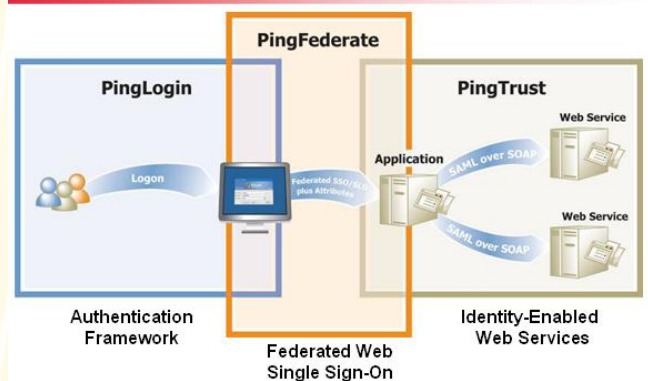 PingFederate
PingLogin
PingTrust
Web Service
Application
Logon
Federated SSO/SLO
plus Attributes
SAML over SOAP
Web Service
SAML over SOAP
Authentication
Framework
Identity-Enabled
Web Services
Federated Web
Single Sign-On